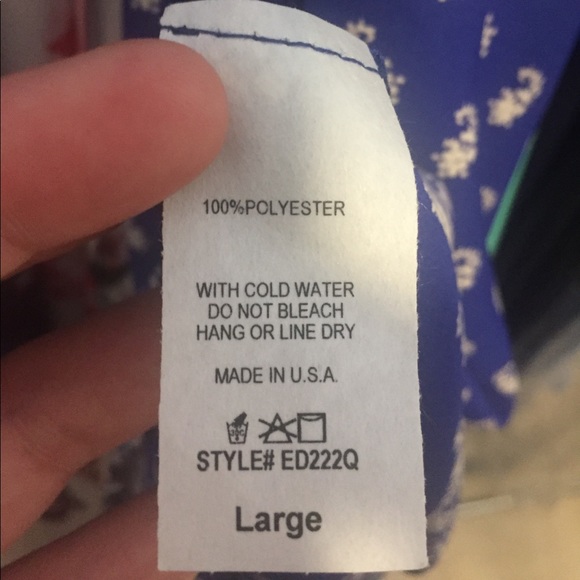 100%POLYESTER
WITH COLD WATER
DO NOT BLEACH
HANG OR LINE DRY
MADE IN U.S.A.
STYLE# ED222Q
Large